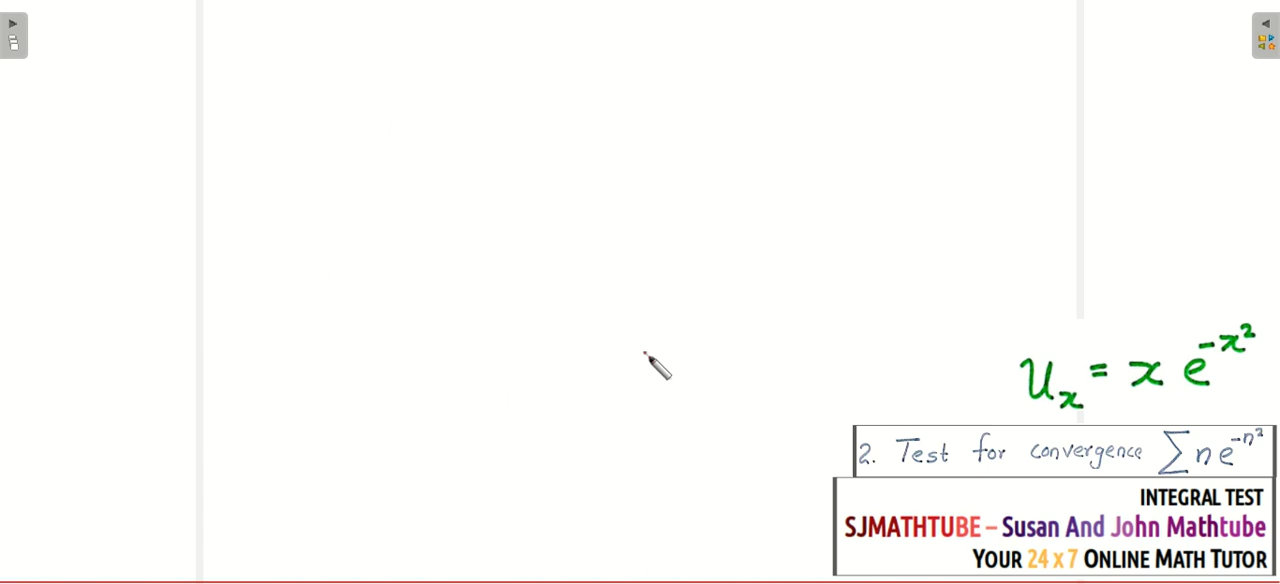 u_x = x e^{-x^2}
2. Test for convergence ∑ n e^{-n^2}
INTEGRAL TEST
SJMATHTUBE – Susan And John Mathtube
YOUR 24 x 7 ONLINE MATH TUTOR